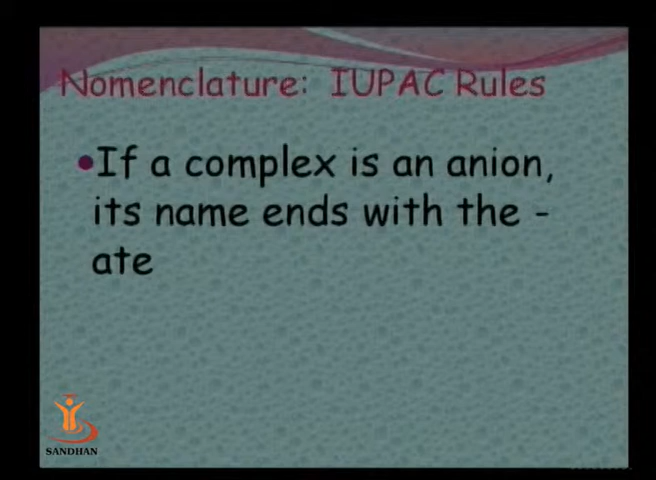 Nomenclature: IUPAC Rules
•If a complex is an anion,
its name ends with the -
ate
SANDHAN